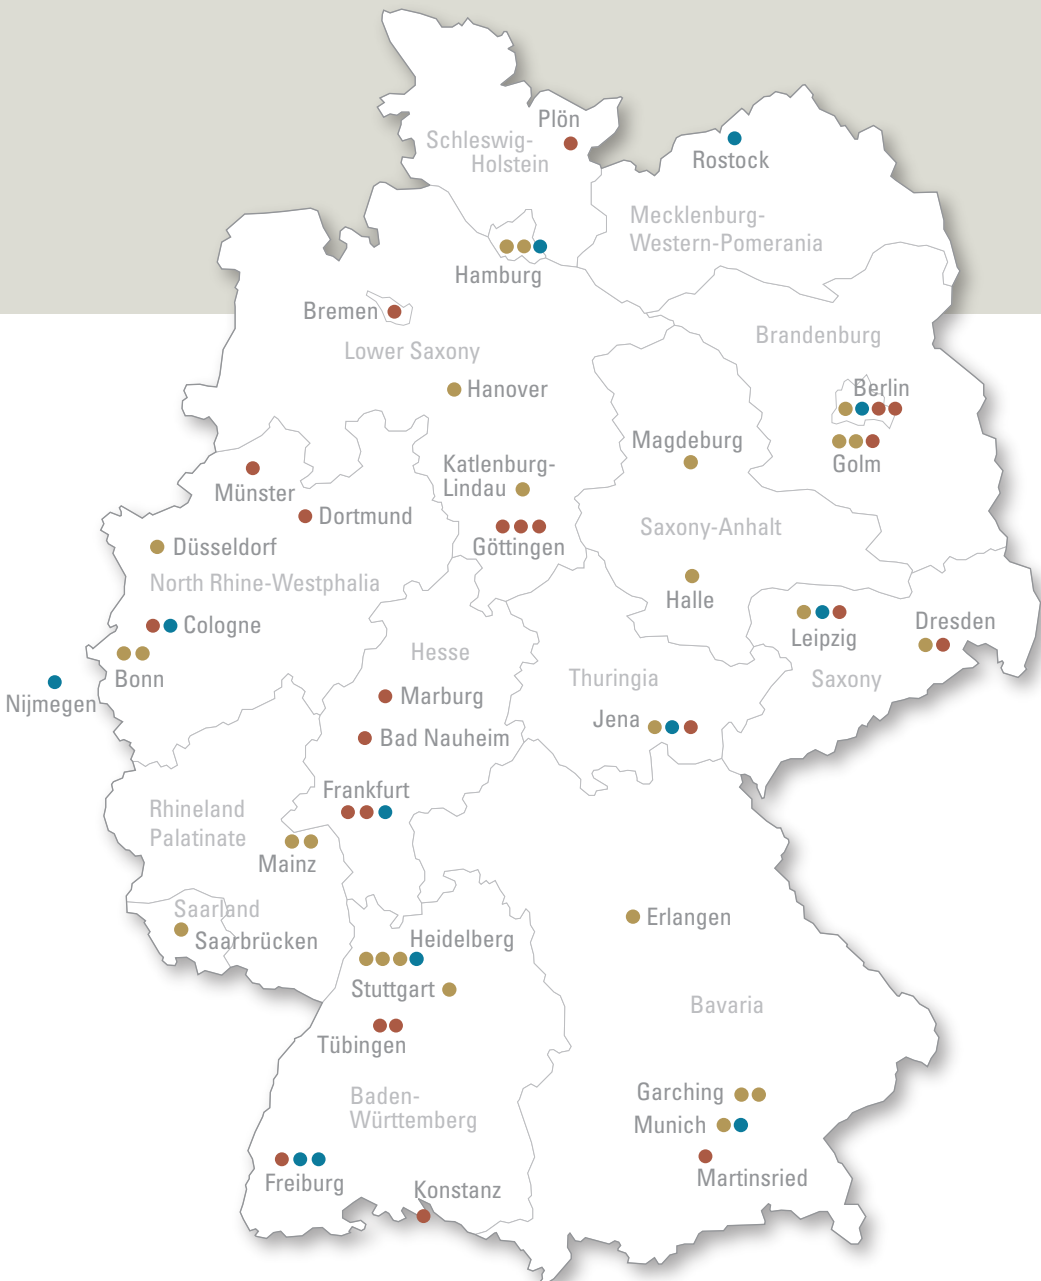 Plön
Schleswig-
Holstein
Rostock
Mecklenburg-
Western-Pomerania
Hamburg
Bremen
Lower Saxony
Brandenburg
Hanover
Berlin
Magdeburg
Golm
Katlenburg-
Lindau
Münster
Dortmund
Göttingen
Saxony-Anhalt
Düsseldorf
North Rhine-Westphalia
Halle
Cologne
Leipzig
Dresden
Hesse
Bonn
Thuringia
Saxony
Nijmegen
Marburg
Jena
Bad Nauheim
Frankfurt
Rhineland
Palatinate
Mainz
Saarland
Saarbrücken
Erlangen
Heidelberg
Stuttgart
Bavaria
Tübingen
Baden-
Württemberg
Garching
Munich
Martinsried
Freiburg
Konstanz